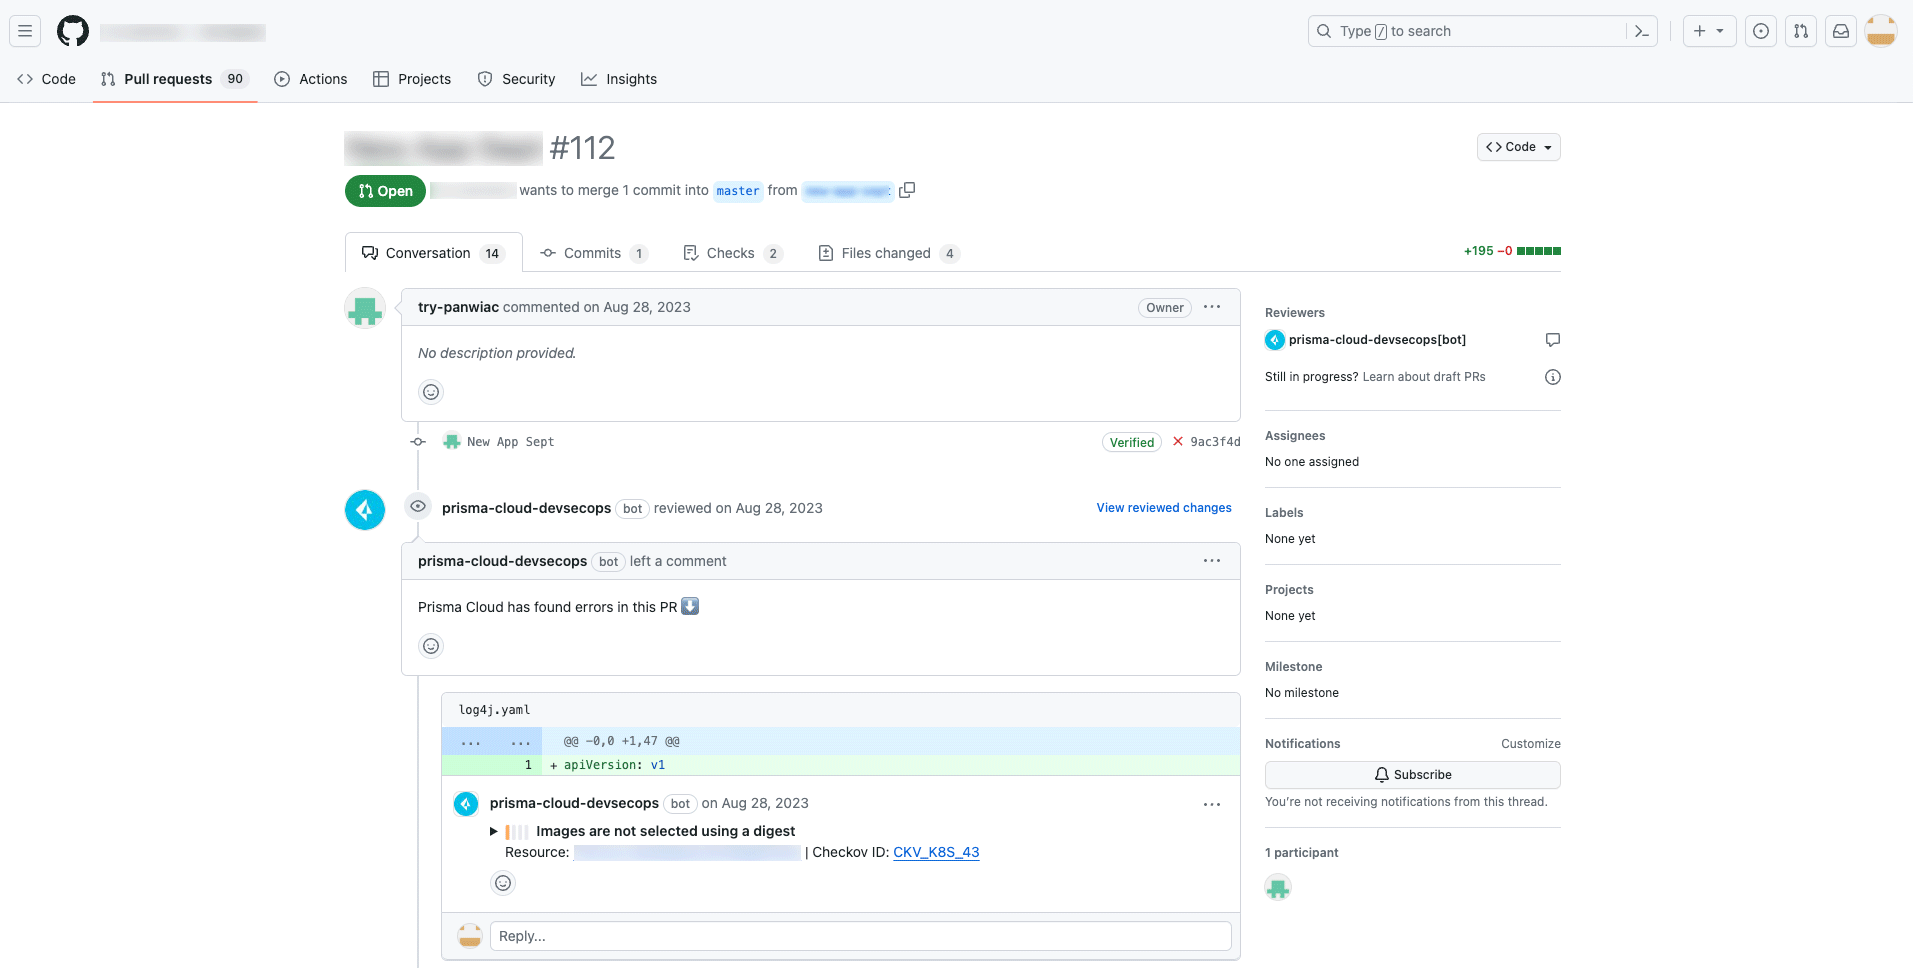 Type / to search
Code
Pull requests 90
Actions
Projects
Security
Insights
#112
Code
Open wants to merge 1 commit into master from
Conversation 14
Commits 1
Checks 2
Files changed 4
+195 −0
try-panwiac commented on Aug 28, 2023
Owner
No description provided.
New App Sept
Verified
9ac3f4d
prisma-cloud-devsecops bot reviewed on Aug 28, 2023
View reviewed changes
prisma-cloud-devsecops bot left a comment
Prisma Cloud has found errors in this PR
log4j.yaml
... ... @@ -0,0 +1,47 @@
1 + apiVersion: v1
prisma-cloud-devsecops bot on Aug 28, 2023
Images are not selected using a digest
Resource: | Checkov ID: CKV_K8S_43
Reply...
Reviewers
prisma-cloud-devsecops[bot]
Still in progress? Learn about draft PRs
Assignees
No one assigned
Labels
None yet
Projects
None yet
Milestone
No milestone
Notifications
Customize
Subscribe
You're not receiving notifications from this thread.
1 participant